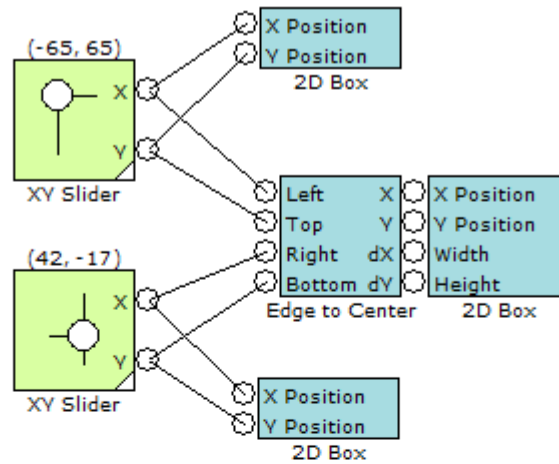 (-65, 65)
X
Y
XY Slider
X Position
Y Position
2D Box
Left X
Top Y
Right dX
Bottom dY
Edge to Center
X Position
Y Position
Width
Height
2D Box
(42, -17)
X
Y
XY Slider
X Position
Y Position
2D Box